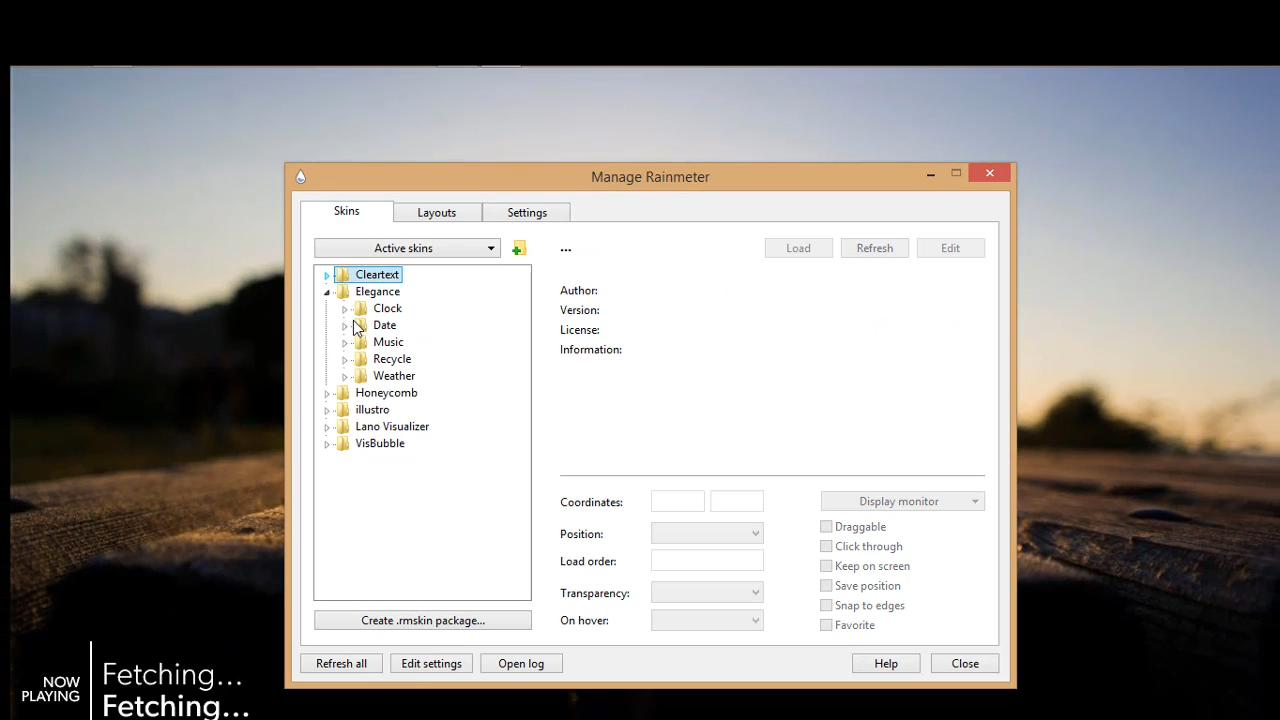 Manage Rainmeter
Skins
Layouts
Settings
Active skins
...
Load
Refresh
Edit
Cleartext
Elegance
Clock
Date
Music
Recycle
Weather
Honeycomb
illustro
Lano Visualizer
VisBubble
Author:
Version:
License:
Information:
Coordinates:
Display monitor
Position:
Load order:
Transparency:
On hover:
Draggable
Click through
Keep on screen
Save position
Snap to edges
Favorite
Create .rmskin package...
Refresh all
Edit settings
Open log
Help
Close
NOW
PLAYING
Fetching...
Fetching...